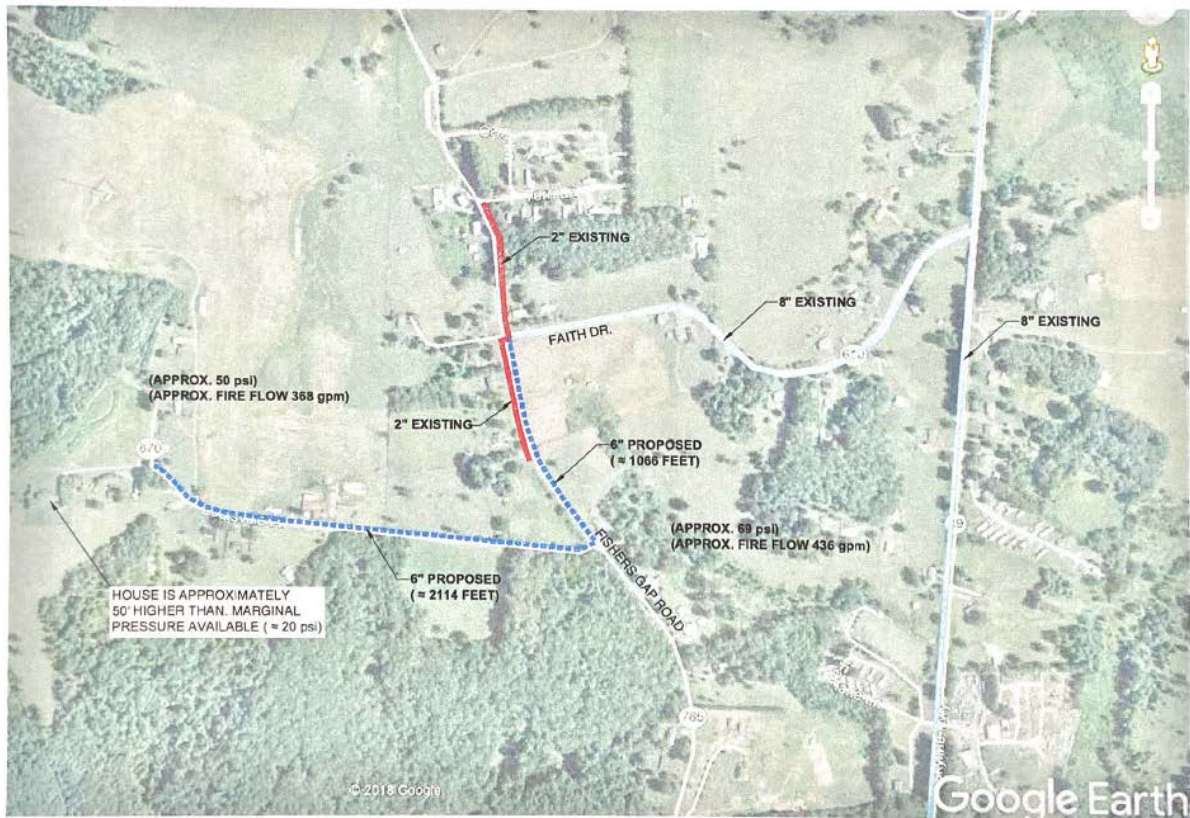 2" EXISTING
8" EXISTING
8" EXISTING
FAITH DR.
(APPROX. 50 psi)
(APPROX. FIRE FLOW 368 gpm)
2" EXISTING
6" PROPOSED
( ≈ 1066 FEET)
670
(APPROX. 69 psi)
(APPROX. FIRE FLOW 436 gpm)
FISHERS GAP ROAD
6" PROPOSED
( ≈ 2114 FEET)
HOUSE IS APPROXIMATELY
50' HIGHER THAN. MARGINAL
PRESSURE AVAILABLE ( ≈ 20 psi)
765
© 2018 Google
Google Earth